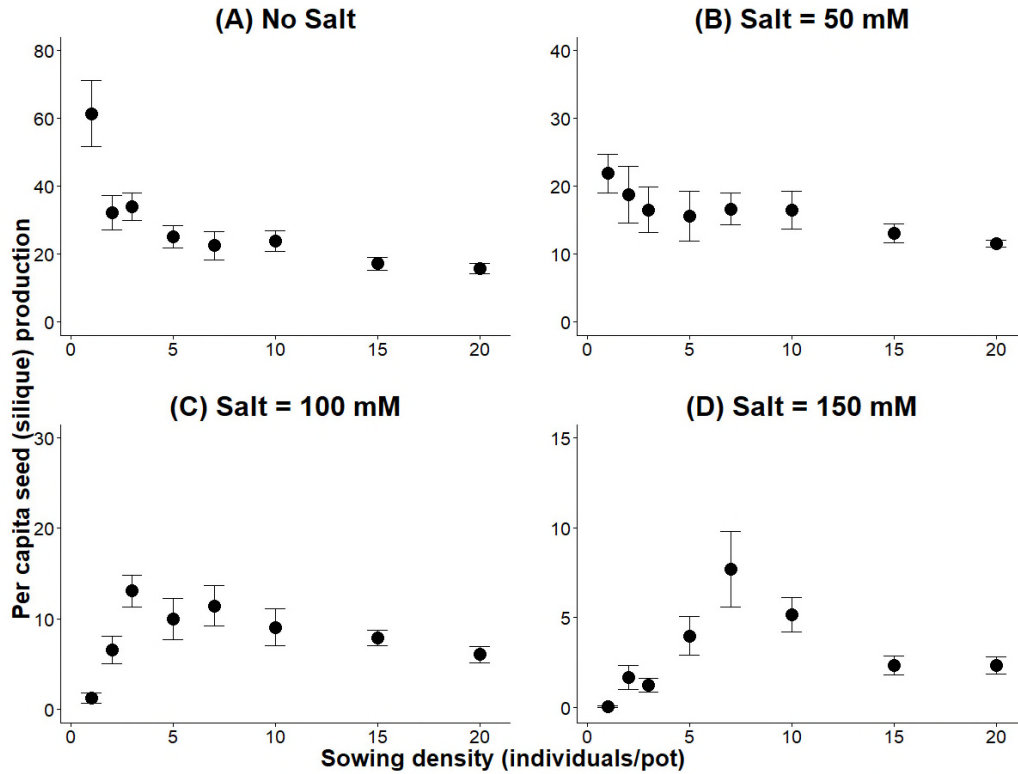 (A) No Salt
80
60
40
20
0
0 5 10 15 20
(B) Salt = 50 mM
40
30
20
10
0
0 5 10 15 20
Per capita seed (silique) production
(C) Salt = 100 mM
30
20
10
0
0 5 10 15 20
(D) Salt = 150 mM
15
10
5
0
0 5 10 15 20
Sowing density (individuals/pot)